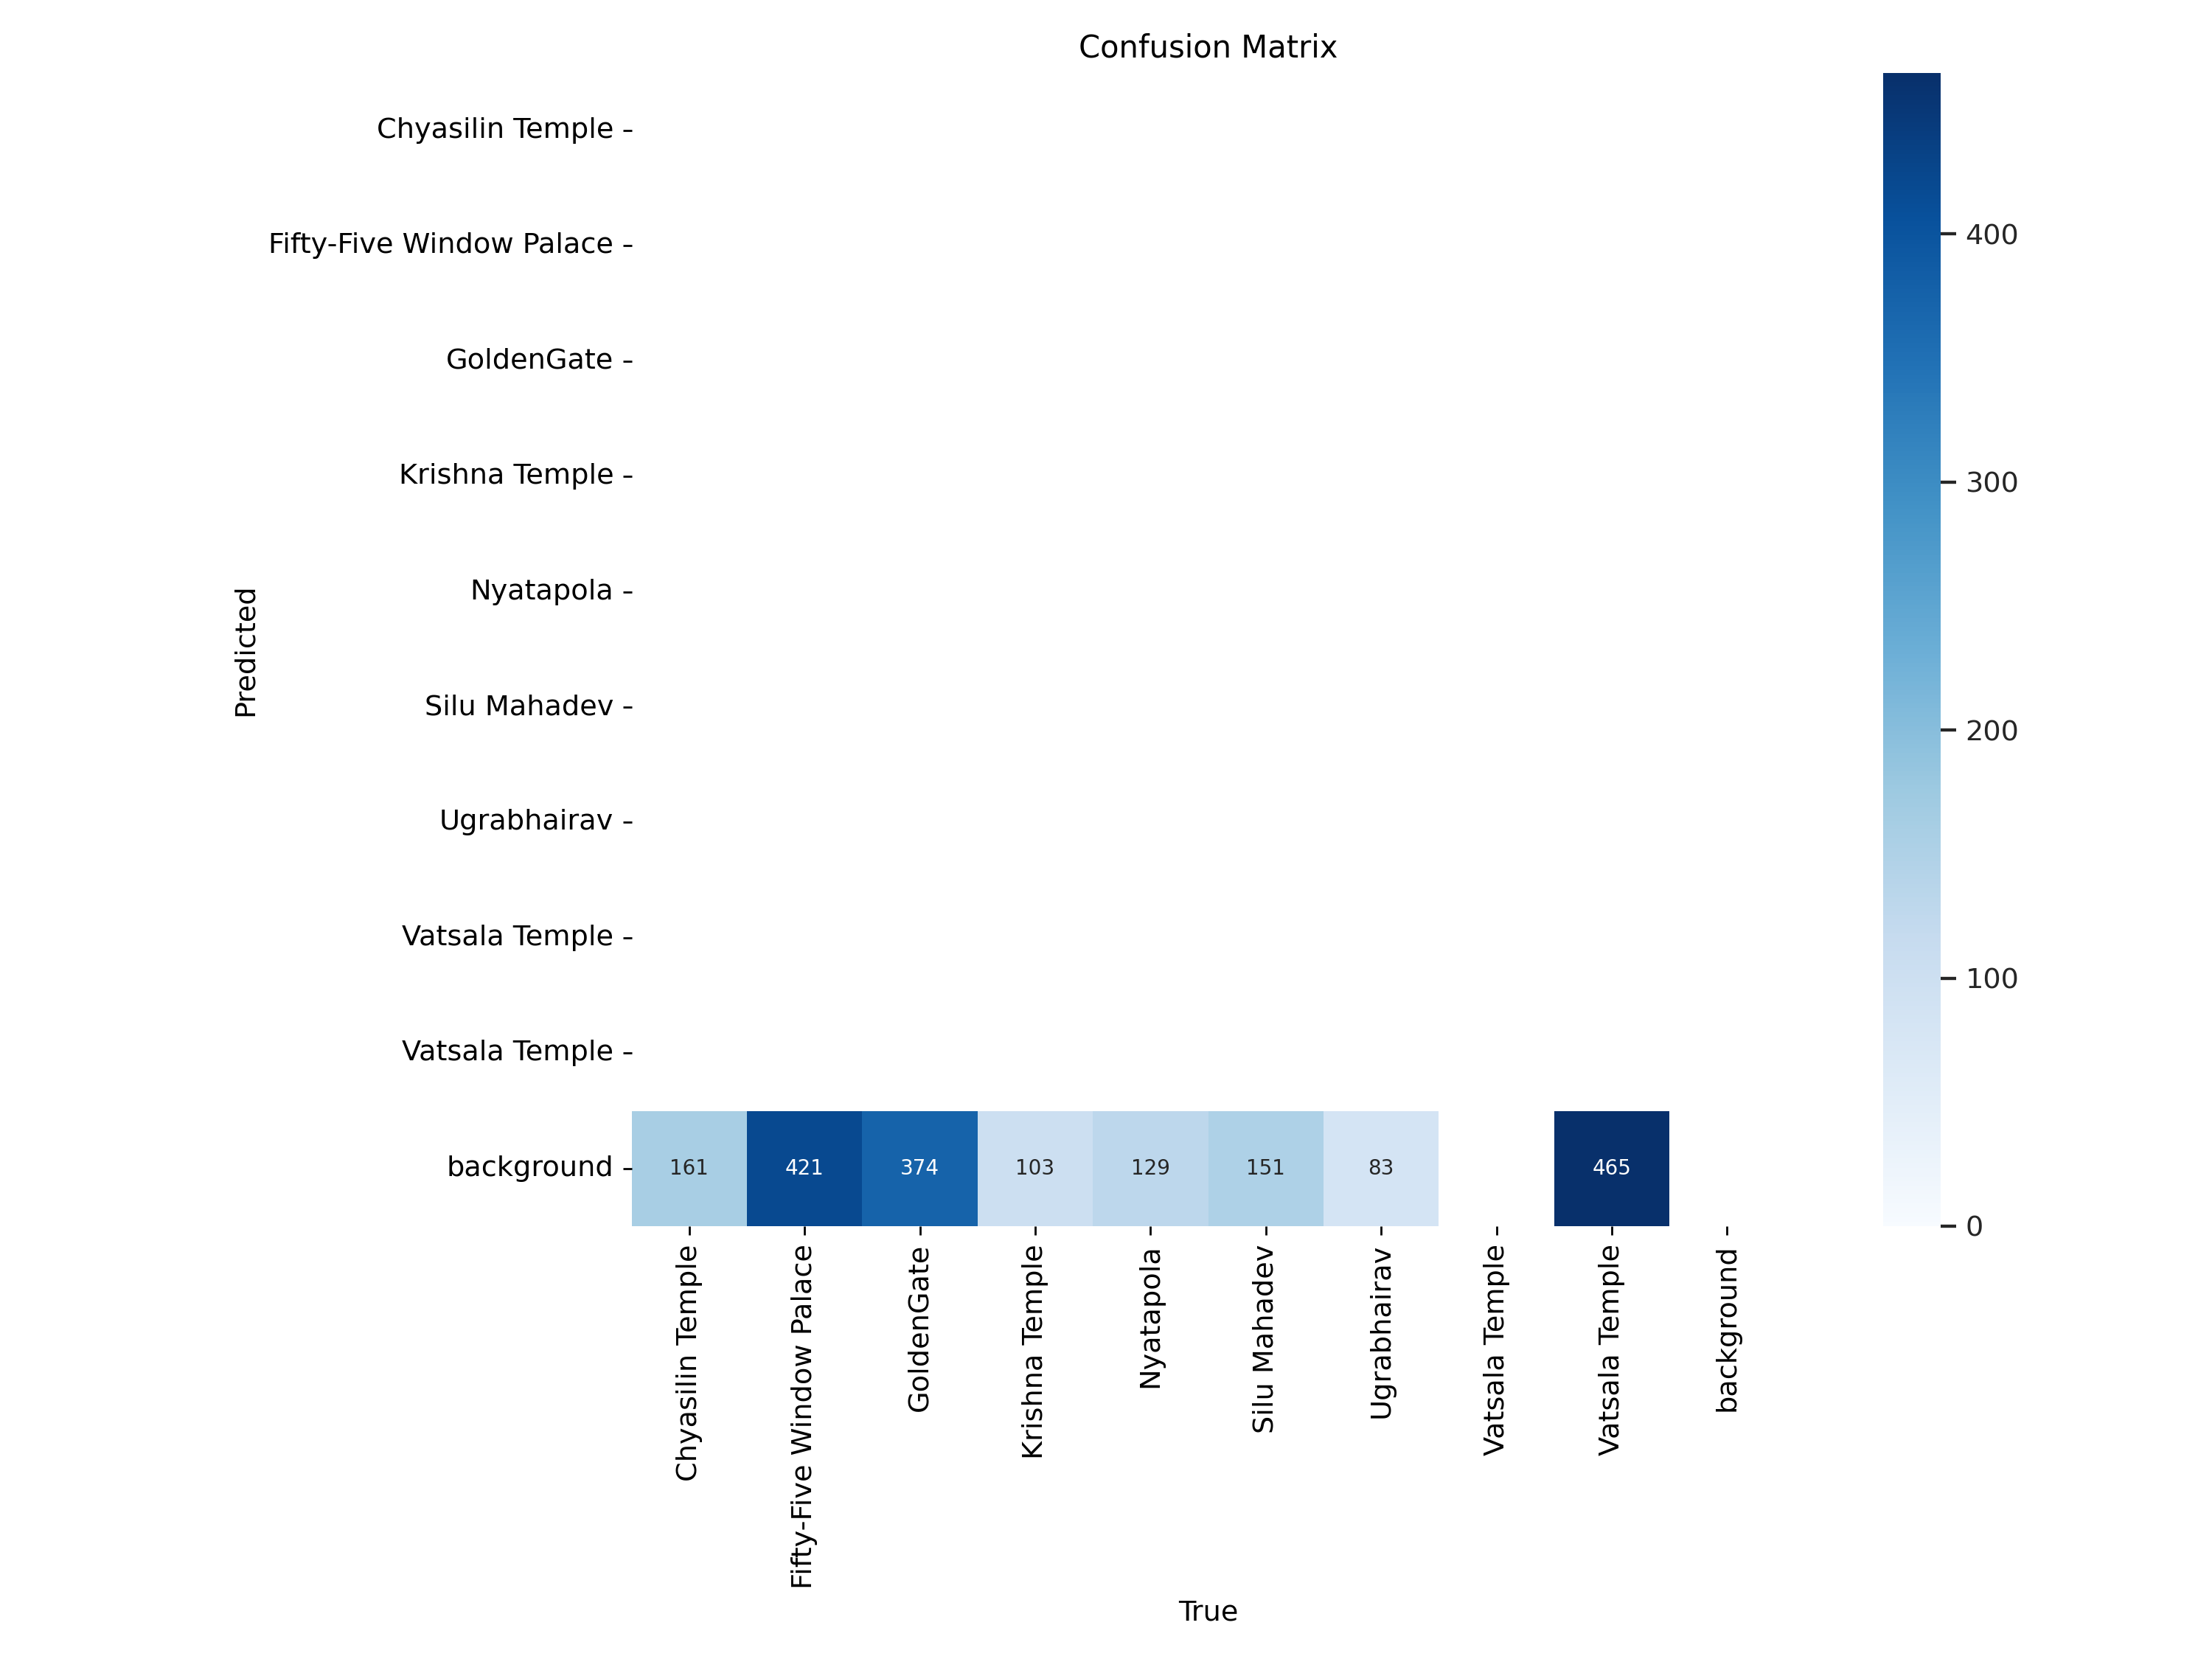 Confusion Matrix
Chyasilin Temple
Fifty-Five Window Palace
GoldenGate
Krishna Temple
Nyatapola
Silu Mahadev
Ugrabhairav
Vatsala Temple
Vatsala Temple
background
Predicted
161 421 374 103 129 151 83 465
Chyasilin Temple
Fifty-Five Window Palace
GoldenGate
Krishna Temple
Nyatapola
Silu Mahadev
Ugrabhairav
Vatsala Temple
Vatsala Temple
background
True
400
300
200
100
0